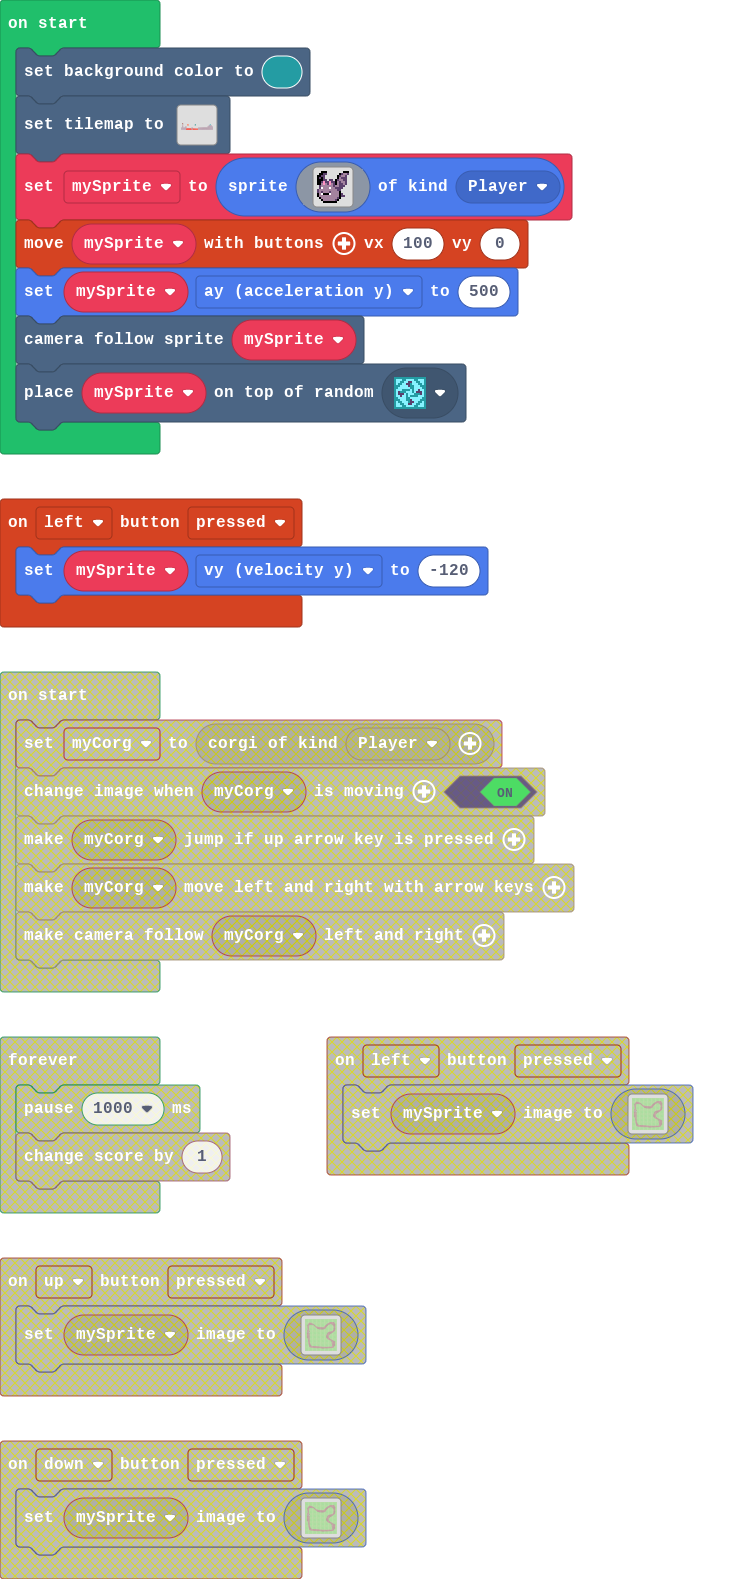 on start
set background color to
set tilemap to
set mySprite to sprite of kind Player
move mySprite with buttons vx 100 vy 0
set mySprite ay (acceleration y) to 500
camera follow sprite mySprite
place mySprite on top of random
on left button pressed
set mySprite vy (velocity y) to -120
on start
set myCorg to corgi of kind Player
change image when myCorg is moving ON
make myCorg jump if up arrow key is pressed
make myCorg move left and right with arrow keys
make camera follow myCorg left and right
forever
pause 1000 ms
change score by 1
on left button pressed
set mySprite image to
on up button pressed
set mySprite image to
on down button pressed
set mySprite image to